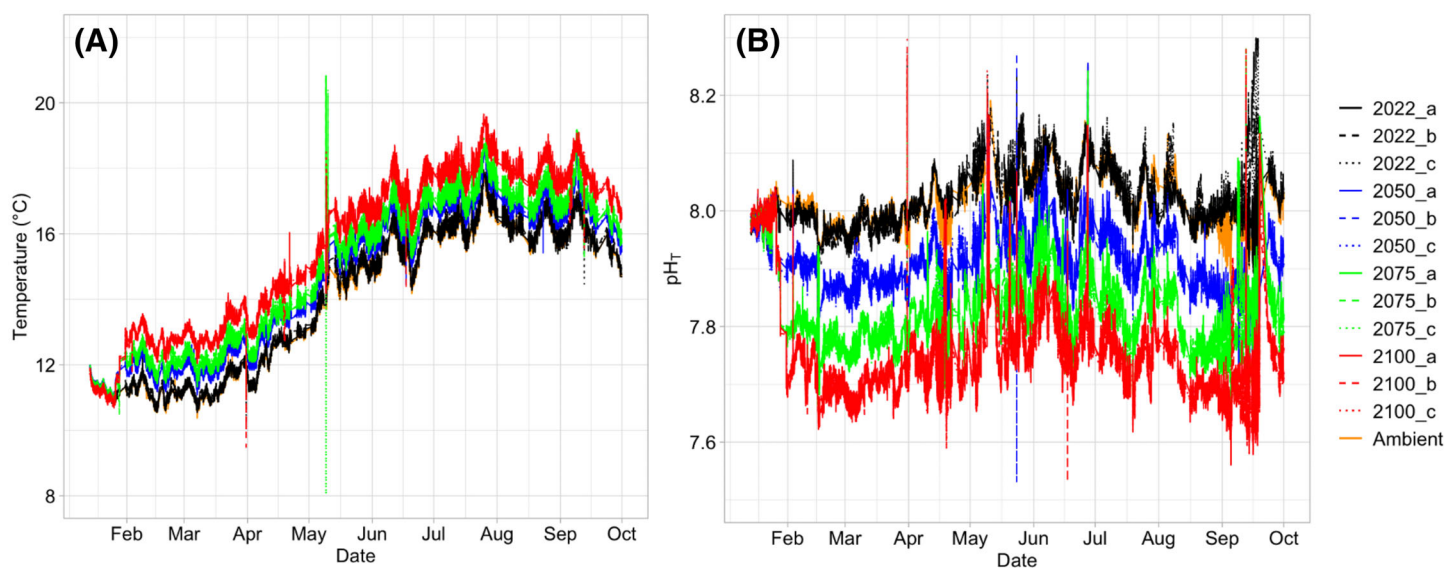 (A)
Temperature (°C)
20
16
12
8
Feb Mar Apr May Jun Jul Aug Sep Oct
Date
(B)
pHT
8.2
8.0
7.8
7.6
Feb Mar Apr May Jun Jul Aug Sep Oct
Date
2022_a
2022_b
2022_c
2050_a
2050_b
2050_c
2075_a
2075_b
2075_c
2100_a
2100_b
2100_c
Ambient